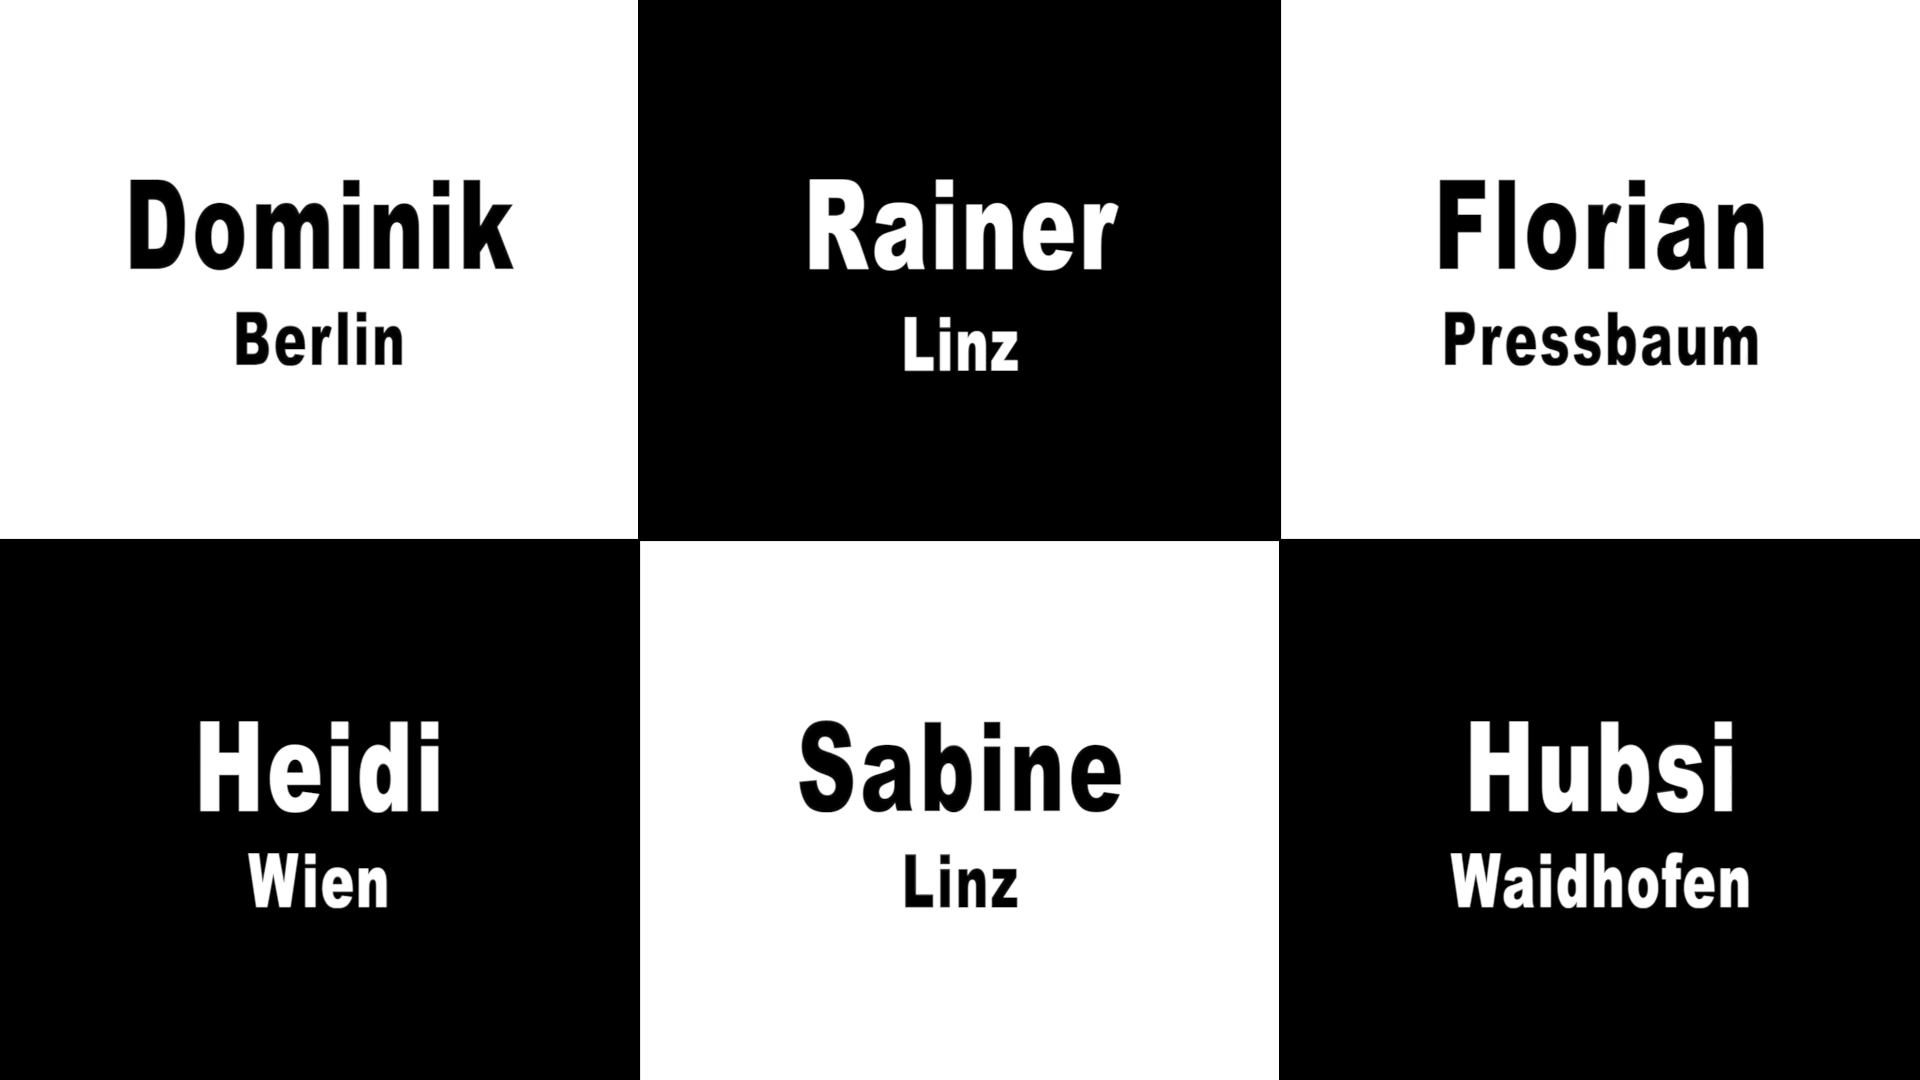 Dominik
Berlin
Rainer
Linz
Florian
Pressbaum
Heidi
Wien
Sabine
Linz
Hubsi
Waidhofen